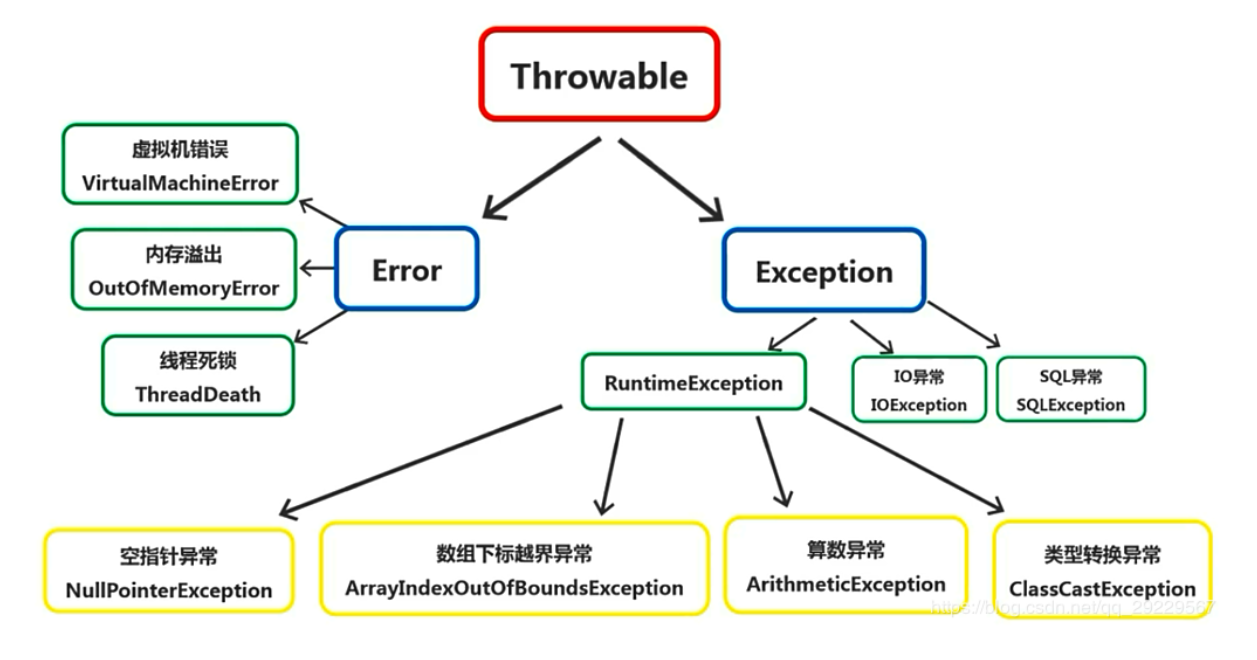 Throwable
虚拟机错误
VirtualMachineError
内存溢出
OutOfMemoryError
线程死锁
ThreadDeath
Error
Exception
RuntimeException
IO异常
IOException
SQL异常
SQLException
空指针异常
NullPointerException
数组下标越界异常
ArrayIndexOutOfBoundsException
算数异常
ArithmeticException
类型转换异常
ClassCastException
https://blog.csdn.net/qq_29229567